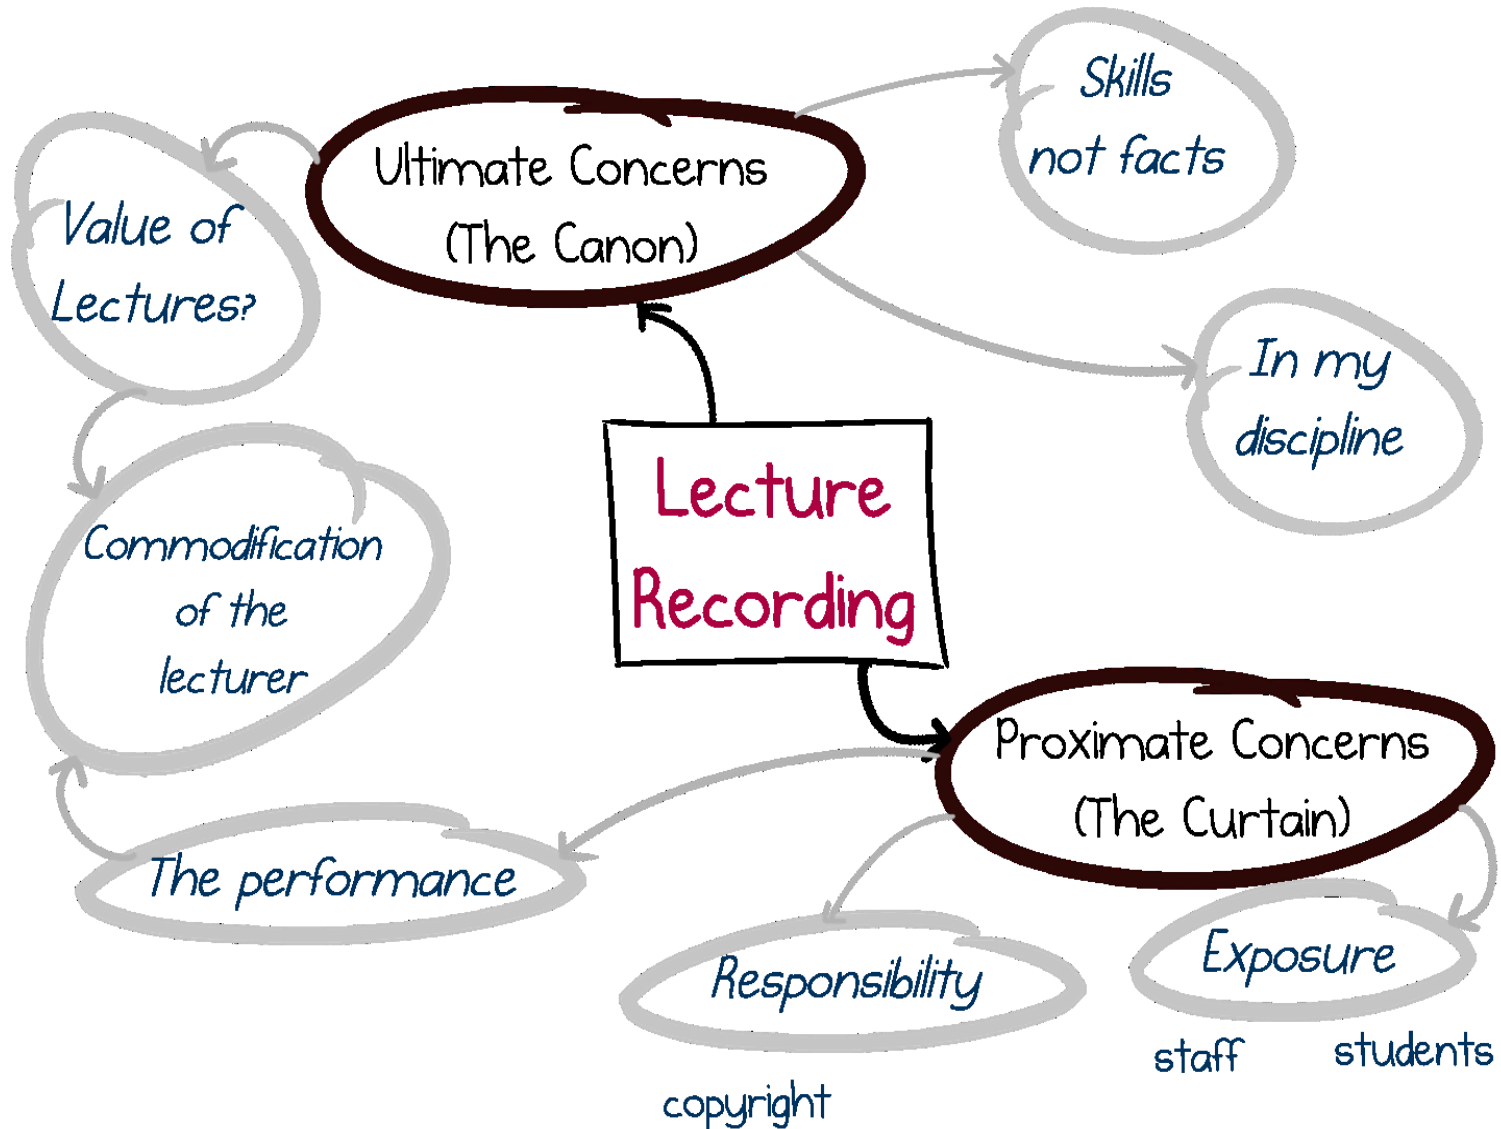 Ultimate Concerns
(The Canon)
Skills
not facts
Value of
Lectures?
In my
discipline
Lecture
Recording
Commodification
of the
lecturer
Proximate Concerns
(The Curtain)
The performance
Responsibility
copyright
Exposure
staff
students